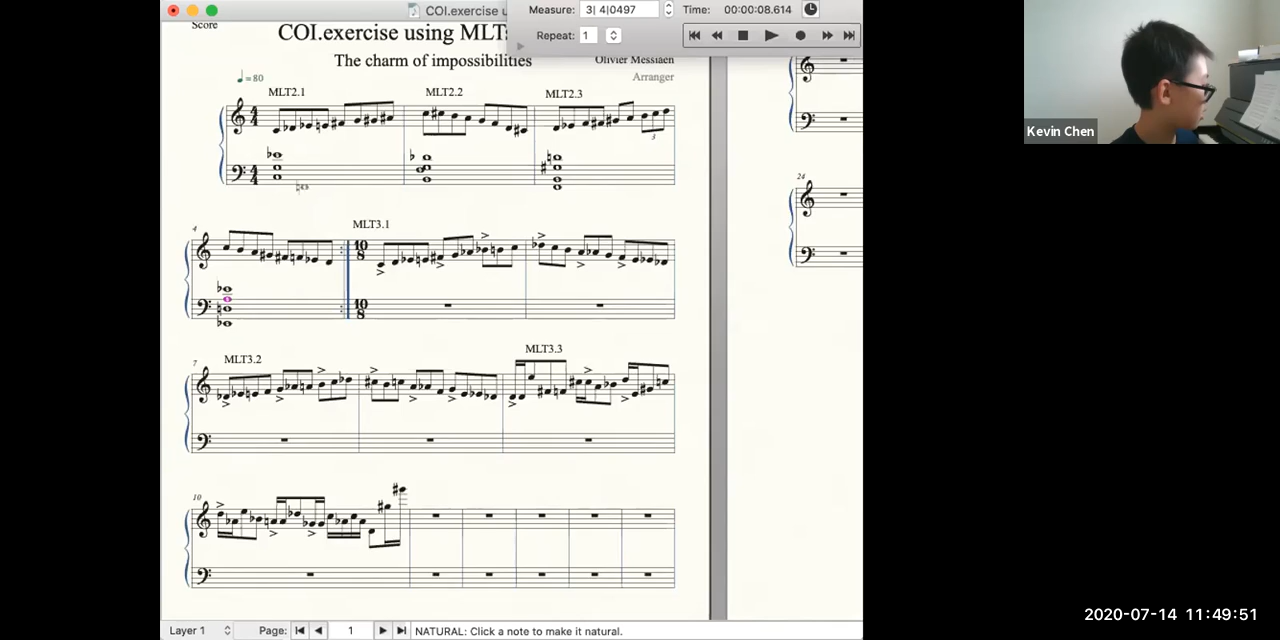 COI.exercise u
Measure: 3| 4|0497 Time: 00:00:08.614
Repeat: 1
Score
COI.exercise using MLT
The charm of impossibilities
Olivier Messiaen
Arranger
=80
MLT2.1 MLT2.2 MLT2.3
3
4
MLT3.1
10
8
10
8
7
MLT3.2 MLT3.3
10
24
Kevin Chen
2020-07-14 11:49:51
Layer 1 Page: 1 NATURAL: Click a note to make it natural.